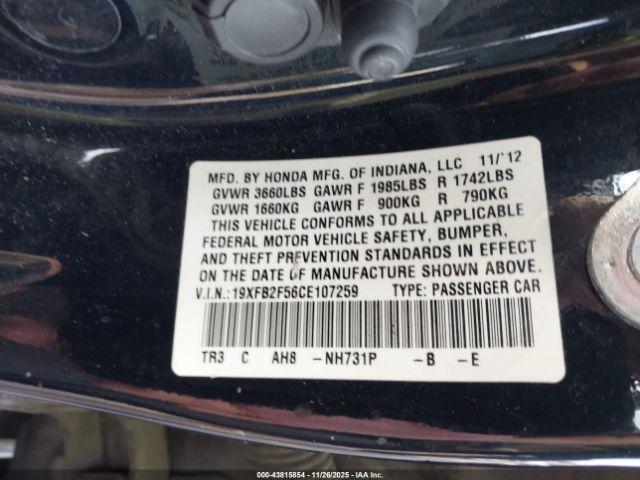 MFD. BY HONDA MFG. OF INDIANA, LLC 11/'12
GVWR 3660LBS GAWR F 1985LBS R 1742LBS
GVWR 1660KG GAWR F 900KG R 790KG
THIS VEHICLE CONFORMS TO ALL APPLICABLE
FEDERAL MOTOR VEHICLE SAFETY, BUMPER,
AND THEFT PREVENTION STANDARDS IN EFFECT
ON THE DATE OF MANUFACTURE SHOWN ABOVE.
V.I.N.:19XFB2F56CE107259 TYPE: PASSENGER CAR
TR3 C AH8 -NH731P -B -E
000-43815854 | 11/26/2025 | IAA Inc.